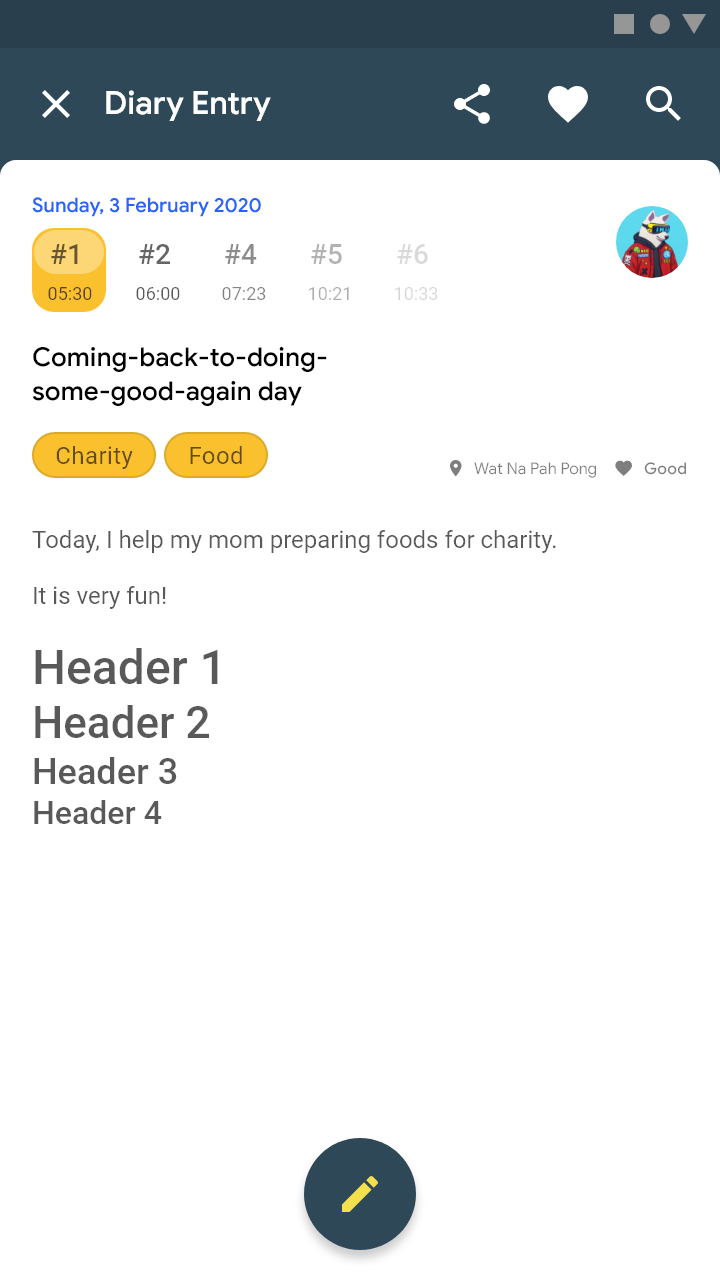 Diary Entry
Sunday, 3 February 2020
#1 #2 #4 #5 #6
05:30 06:00 07:23 10:21 10:33
Coming-back-to-doing-
some-good-again day
Charity Food
Wat Na Pah Pong Good
Today, I help my mom preparing foods for charity.
It is very fun!
Header 1
Header 2
Header 3
Header 4